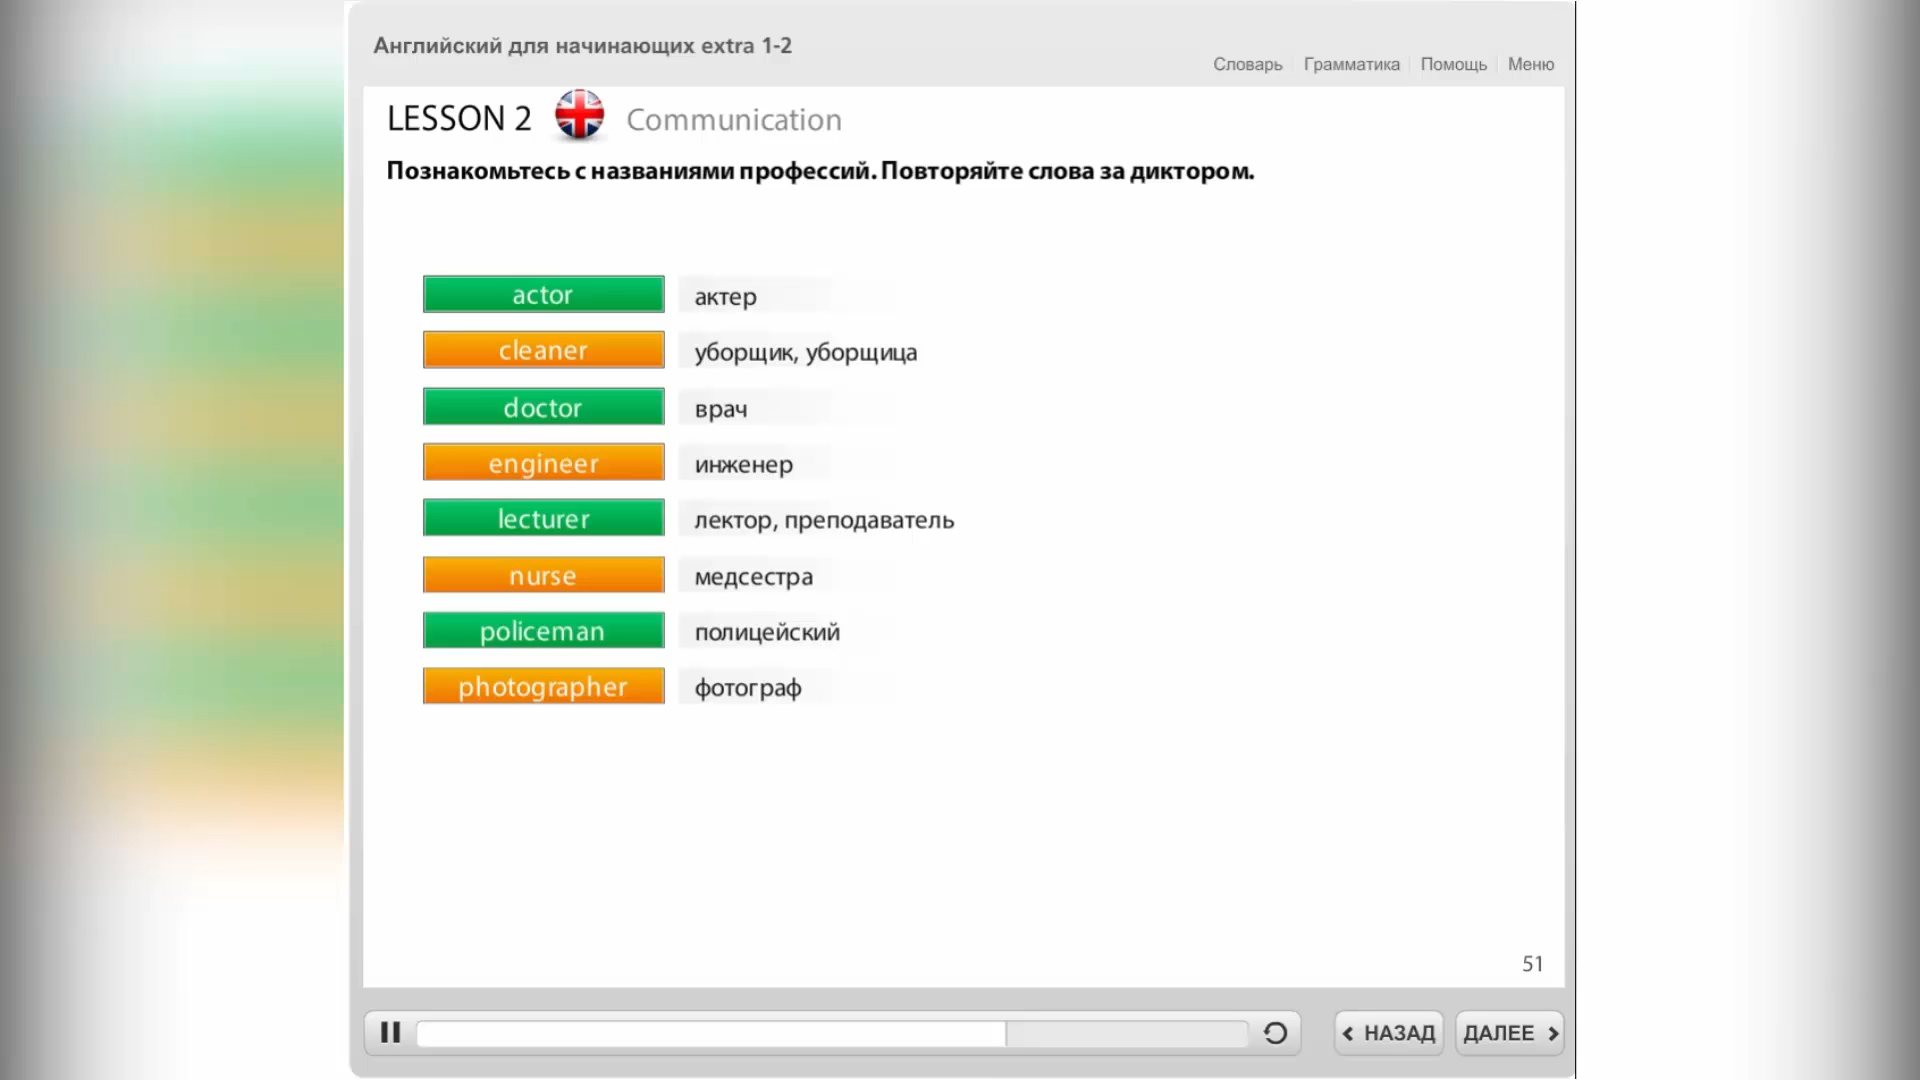 Английский для начинающих extra 1-2
Словарь Грамматика Помощь Меню
LESSON 2 Communication
Познакомьтесь с названиями профессий. Повторяйте слова за диктором.
actor актер
cleaner уборщик, уборщица
doctor врач
engineer инженер
lecturer лектор, преподаватель
nurse медсестра
policeman полицейский
photographer фотограф
51
НАЗАД ДАЛЕЕ